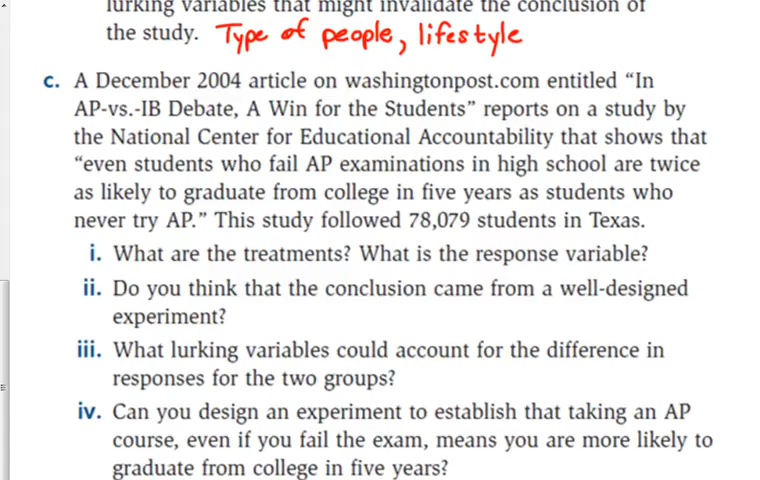 lurking variables that might invalidate the conclusion of
the study. Type of people, lifestyle
c. A December 2004 article on washingtonpost.com entitled “In
AP-vs.-IB Debate, A Win for the Students” reports on a study by
the National Center for Educational Accountability that shows that
“even students who fail AP examinations in high school are twice
as likely to graduate from college in five years as students who
never try AP.” This study followed 78,079 students in Texas.
i. What are the treatments? What is the response variable?
ii. Do you think that the conclusion came from a well-designed
experiment?
iii. What lurking variables could account for the difference in
responses for the two groups?
iv. Can you design an experiment to establish that taking an AP
course, even if you fail the exam, means you are more likely to
graduate from college in five years?